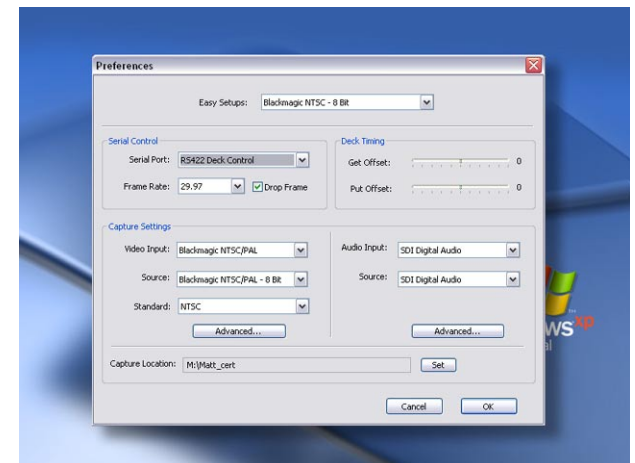 Preferences
Easy Setups: Blackmagic NTSC - 8 Bit
Serial Control
Serial Port: RS422 Deck Control
Frame Rate: 29.97 Drop Frame
Deck Timing
Get Offset: 0
Put Offset: 0
Capture Settings
Video Input: Blackmagic NTSC/PAL
Source: Blackmagic NTSC/PAL - 8 Bit
Standard: NTSC
Advanced...
Audio Input: SDI Digital Audio
Source: SDI Digital Audio
Advanced...
Capture Location: M:\Matt_cert
Set
Cancel OK
ws xp
al